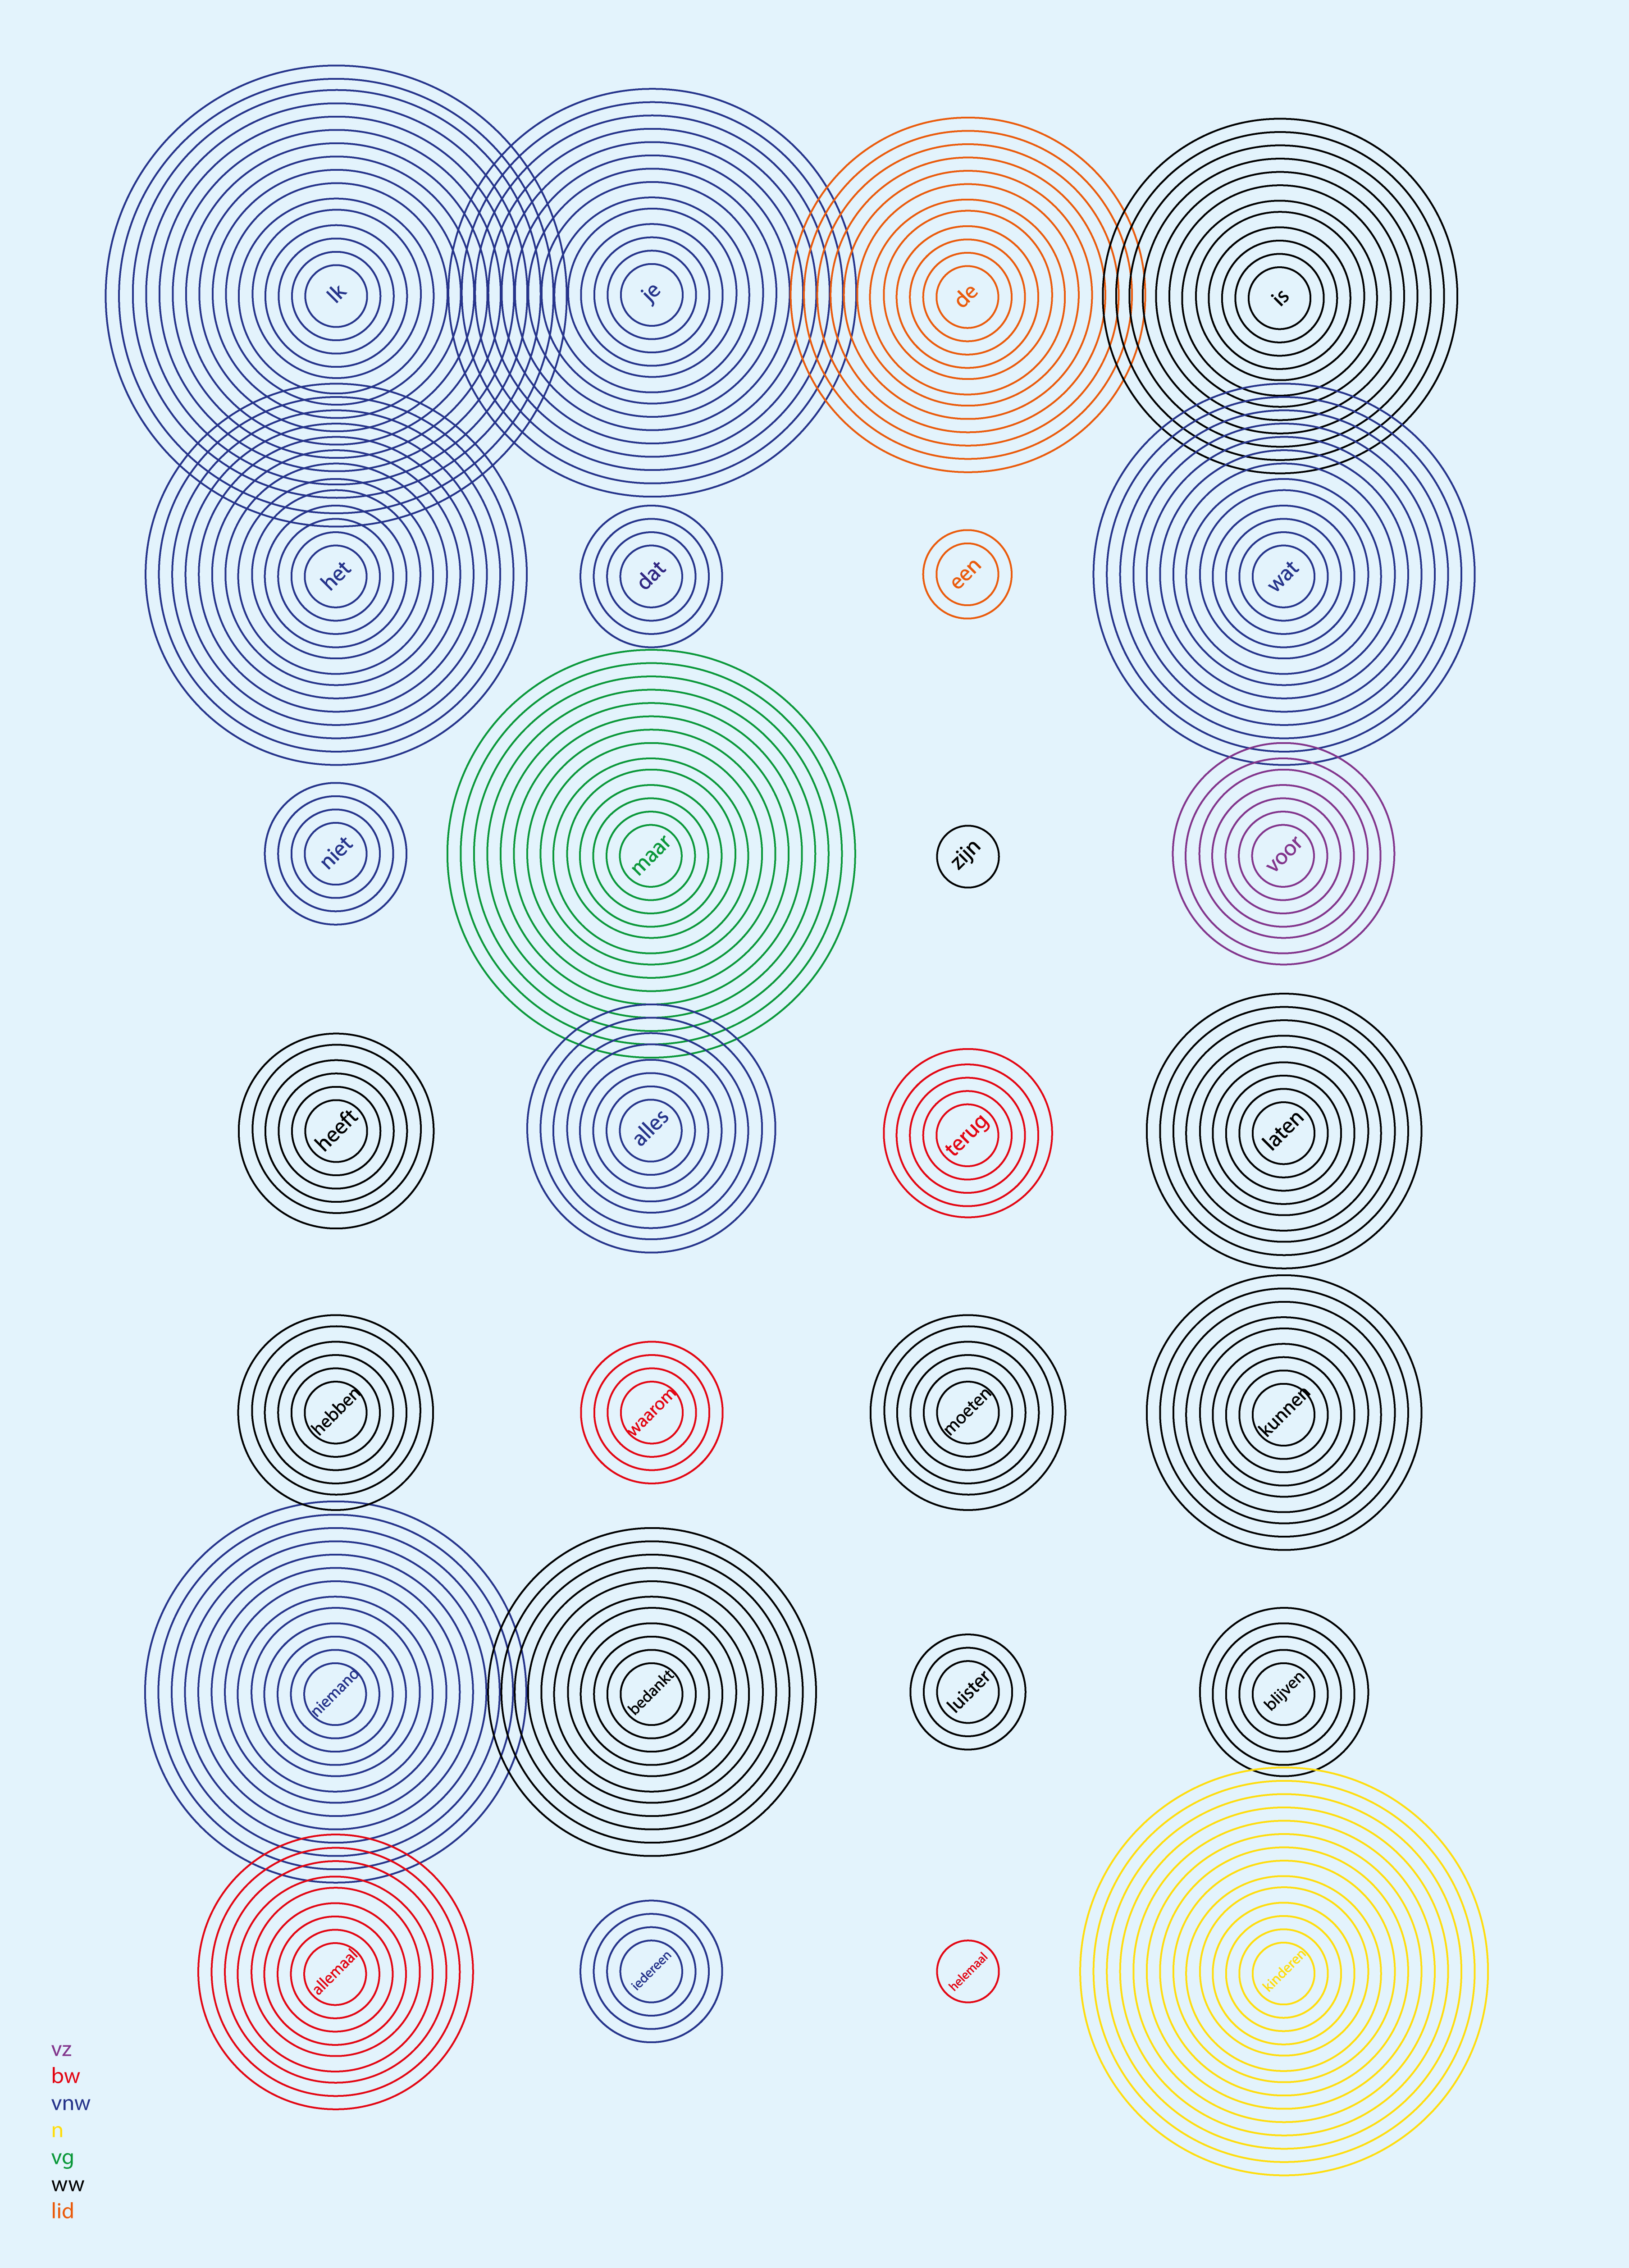 Ik je de is
het dat een wat
niet maar zijn voor
heeft alles terug laten
hebben waarom moeten kunnen
niemand bedankt luister blijven
allemaal iedereen helemaal kinderen
vz
bw
vnw
n
vg
ww
lid